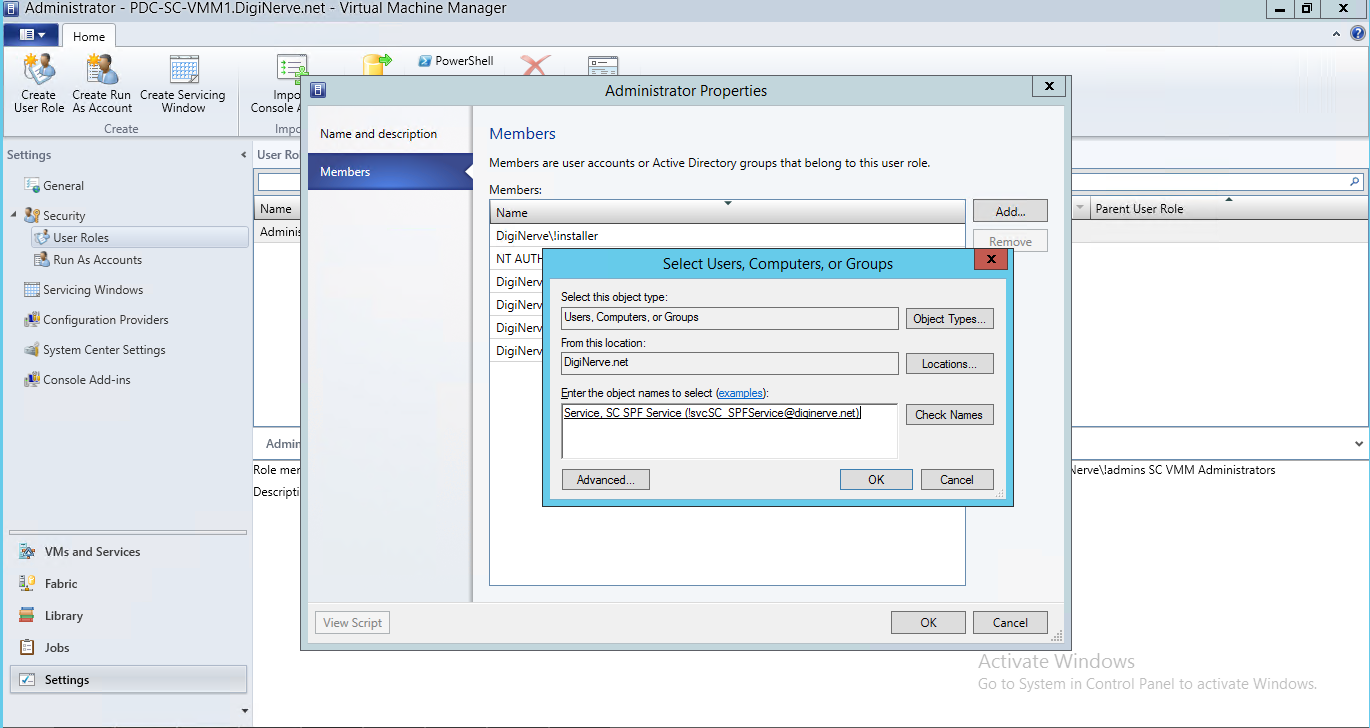 Administrator - PDC-SC-VMM1.DigiNerve.net - Virtual Machine Manager
Home
Create User Role
Create Run As Account
Create Servicing Window
Impo
Console A
PowerShell
Create
Impo
Settings
General
Security
User Roles
Run As Accounts
Servicing Windows
Configuration Providers
System Center Settings
Console Add-ins
VMs and Services
Fabric
Library
Jobs
Settings
User Ro
Name
Parent User Role
Adminis
Admin
Role mer
Nerve\!admins SC VMM Administrators
Descripti
Administrator Properties
Name and description
Members
Members
Members are user accounts or Active Directory groups that belong to this user role.
Members:
Name
Add...
DigiNerve\!installer
Remove
NT AUTH
DigiNerv
DigiNerv
DigiNerv
DigiNerv
Select Users, Computers, or Groups
Select this object type:
Users, Computers, or Groups
Object Types...
From this location:
DigiNerve.net
Locations...
Enter the object names to select (examples):
Service, SC SPF Service (!svcSC_SPFService@diginerve.net)
Check Names
Advanced...
OK
Cancel
View Script
OK
Cancel
Activate Windows
Go to System in Control Panel to activate Windows.